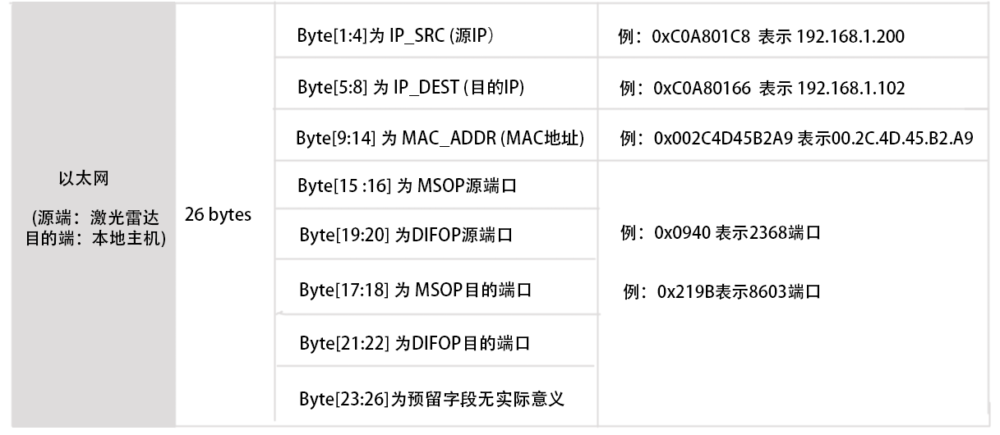 以太网
(源端：激光雷达
目的端：本地主机)
26 bytes
Byte[1:4]为 IP_SRC (源IP）
例：0xC0A801C8 表示 192.168.1.200
Byte[5:8] 为 IP_DEST (目的IP)
例：0xC0A80166 表示 192.168.1.102
Byte[9:14] 为 MAC_ADDR (MAC地址)
例：0x002C4D45B2A9 表示00.2C.4D.45.B2.A9
Byte[15 :16] 为 MSOP源端口
Byte[19:20] 为DIFOP源端口
例：0x0940 表示2368端口
Byte[17:18] 为 MSOP目的端口
例：0x219B表示8603端口
Byte[21:22] 为DIFOP目的端口
Byte[23:26]为预留字段无实际意义